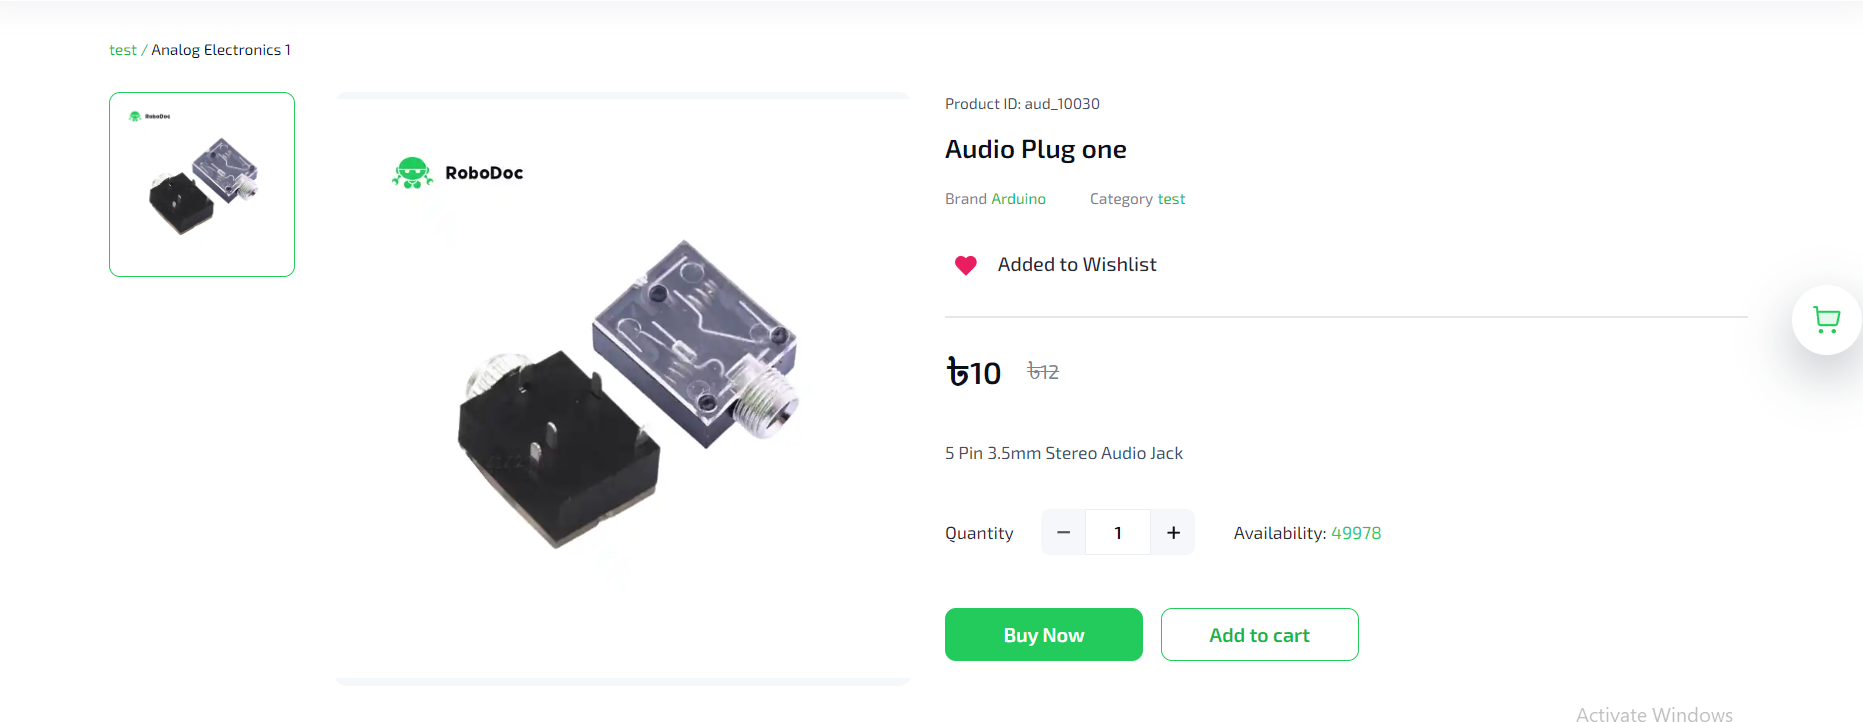 test / Analog Electronics 1
RoboDoc
RoboDoc
Product ID: aud_10030
Audio Plug one
Brand Arduino Category test
Added to Wishlist
৳10 ৳12
5 Pin 3.5mm Stereo Audio Jack
Quantity − 1 + Availability: 49978
Buy Now Add to cart
Activate Windows